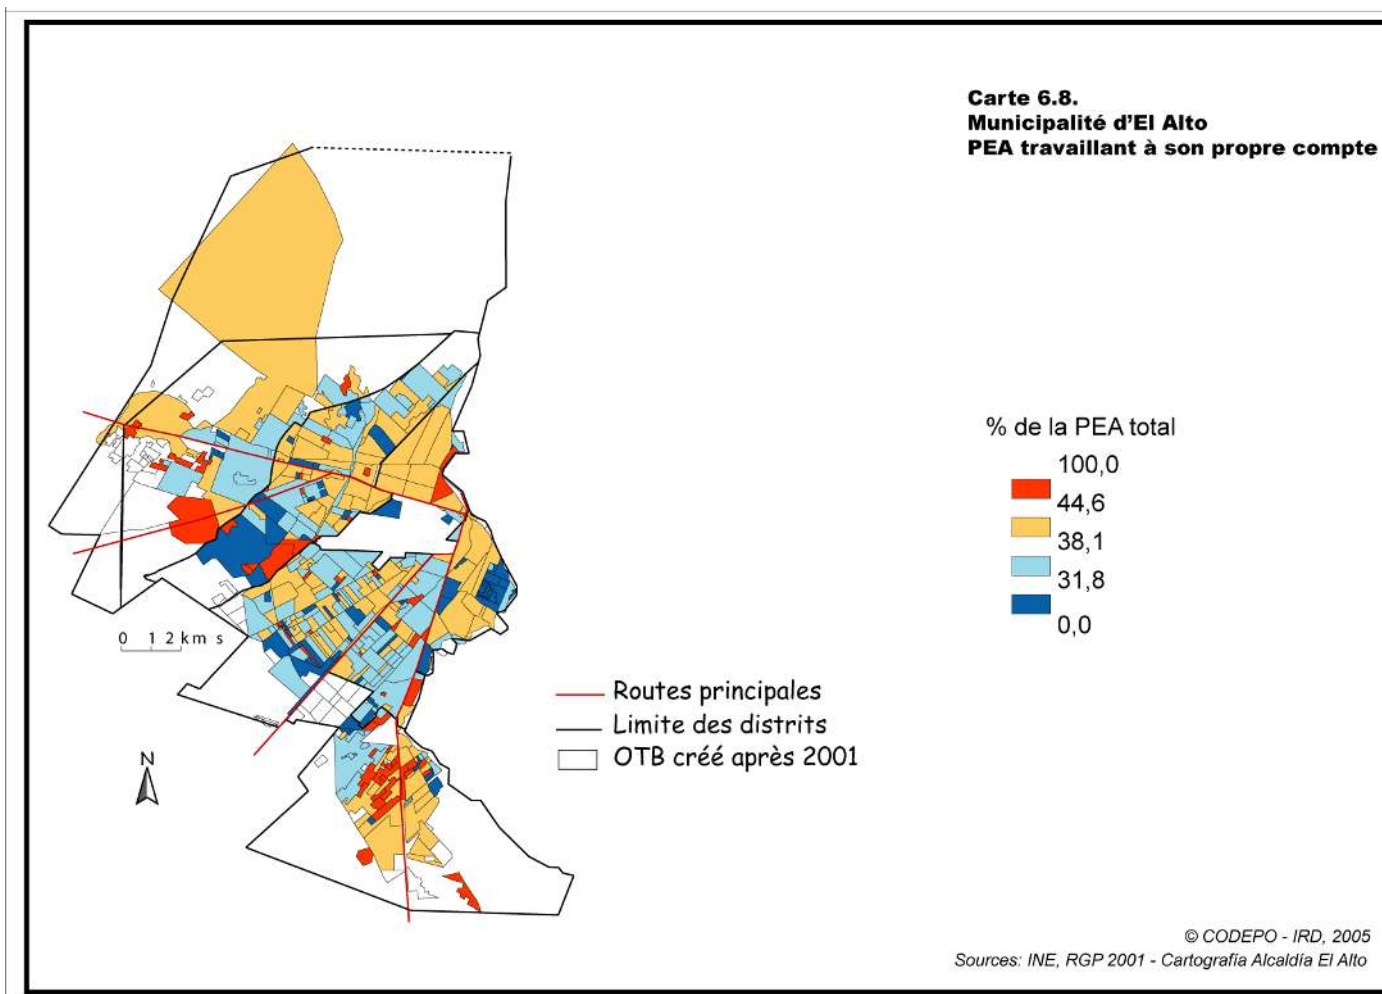 Carte 6.8.
Municipalité d'El Alto
PEA travaillant à son propre compte
% de la PEA total
100,0
44,6
38,1
31,8
0,0
0 1 2 km s
Routes principales
Limite des distrits
OTB créé après 2001
N
© CODEPO - IRD, 2005
Sources: INE, RGP 2001 - Cartografía Alcaldía El Alto